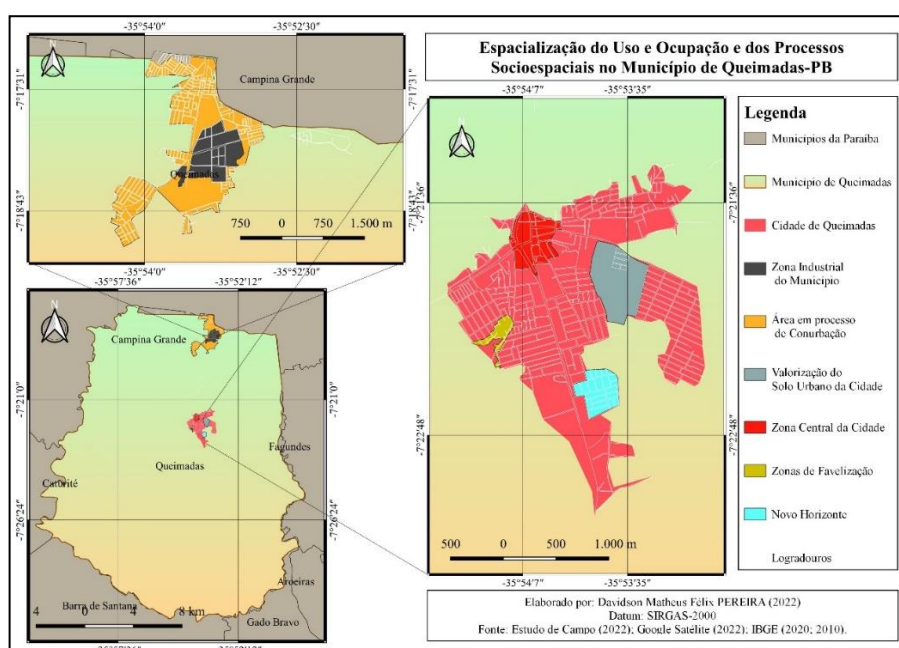 Espacialização do Uso e Ocupação e dos Processos
Socioespaciais no Município de Queimadas-PB
-35°54'0"
-35°52'30"
N
Campina Grande
-7°17'31"
-7°17'31"
Queimadas
-7°18'43"
-7°18'43"
750 0 750 1.500 m
-35°54'0"
-35°52'30"
-35°57'36"
-35°52'12"
N
Campina Grande
-7°21'0"
-7°21'0"
Fagundes
Queimadas
Caturité
-7°26'24"
-7°26'24"
Aroeiras
Barra de Santana
4 0 4 8 km
Gado Bravo
-35°57'36"
-35°52'12"
-35°54'7"
-35°53'35"
N
-7°21'36"
-7°21'36"
-7°22'48"
-7°22'48"
500 0 500 1.000 m
-35°54'7"
-35°53'35"
Legenda
Municípios da Paraíba
Município de Queimadas
Cidade de Queimadas
Zona Industrial
do Município
Área em processo
de Conurbação
Valorização do
Solo Urbano da Cidade
Zona Central da Cidade
Zonas de Favelização
Novo Horizonte
Logradouros
Elaborado por: Davidson Matheus Félix PEREIRA (2022)
Datum: SIRGAS-2000
Fonte: Estudo de Campo (2022); Google Satélite (2022); IBGE (2020; 2010).